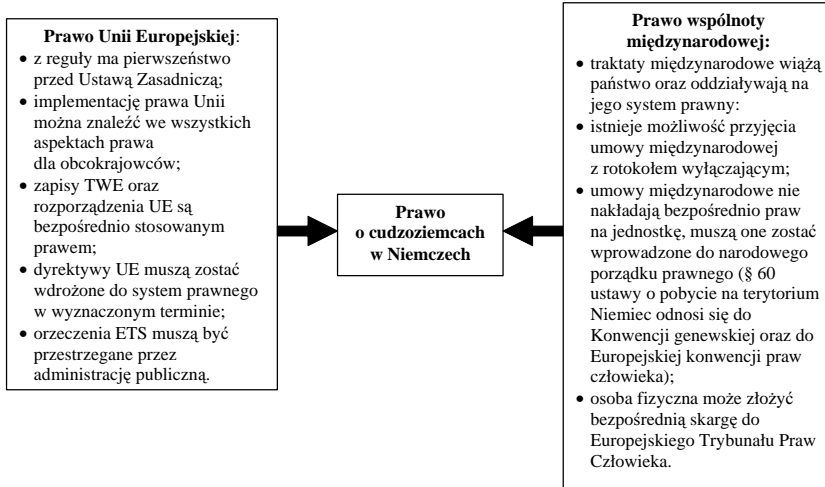 Prawo Unii Europejskiej:
• z reguły ma pierwszeństwo
przed Ustawą Zasadniczą;
• implementację prawa Unii
można znaleźć we wszystkich
aspektach prawa
dla obcokrajowców;
• zapisy TWE oraz
rozporządzenia UE są
bezpośrednio stosowanym
prawem;
• dyrektywy UE muszą zostać
wdrożone do system prawnego
w wyznaczonym terminie;
• orzeczenia ETS muszą być
przestrzegane przez
administrację publiczną.
Prawo
o cudzoziemcach
w Niemczech
Prawo wspólnoty
międzynarodowej:
• traktaty międzynarodowe wiążą
państwo oraz oddziaływają na
jego system prawny:
• istnieje możliwość przyjęcia
umowy międzynarodowej
z rotokołem wyłączającym;
• umowy międzynarodowe nie
nakładają bezpośrednio praw
na jednostkę, muszą one zostać
wprowadzone do narodowego
porządku prawnego (§ 60
ustawy o pobycie na terytorium
Niemiec odnosi się do
Konwencji genewskiej oraz do
Europejskiej konwencji praw
człowieka);
• osoba fizyczna może złożyć
bezpośrednią skargę do
Europejskiego Trybunału Praw
Człowieka.